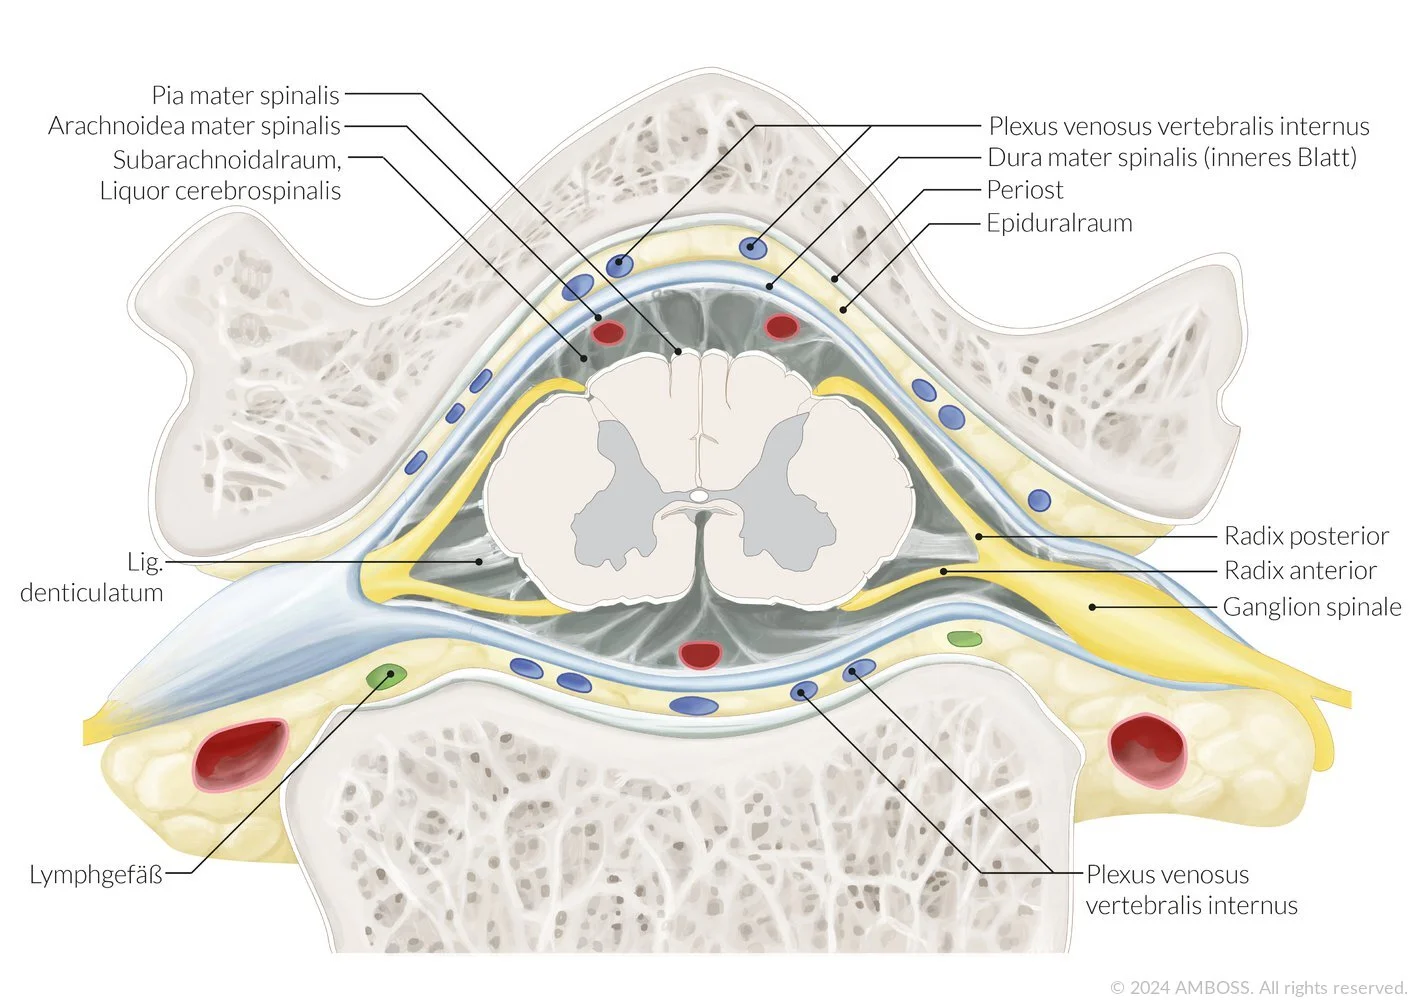 Pia mater spinalis
Arachnoidea mater spinalis
Subarachnoidalraum,
Liquor cerebrospinalis
Plexus venosus vertebralis internus
Dura mater spinalis (inneres Blatt)
Periost
Epiduralraum
Lig.
denticulatum
Radix posterior
Radix anterior
Ganglion spinale
Lymphgefäß
Plexus venosus
vertebralis internus
© 2024 AMBOSS. All rights reserved.